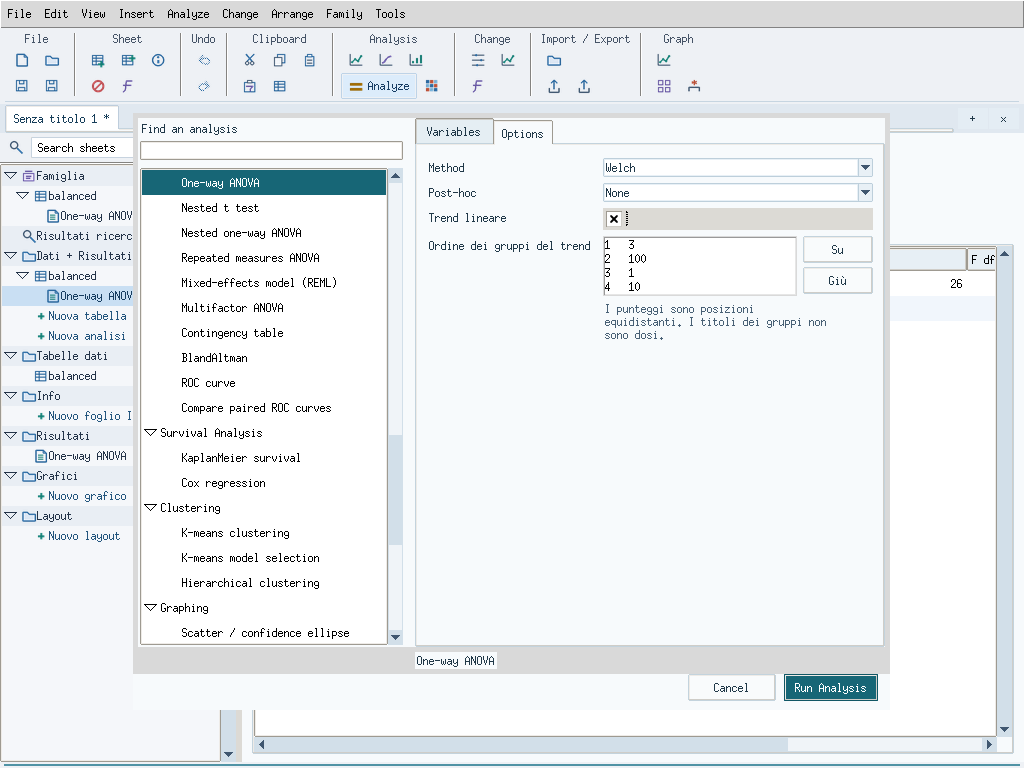 File Edit View Insert Analyze Change Arrange Family Tools
File Sheet Undo Clipboard Analysis Change Import / Export Graph
Analyze
Senza titolo 1 *
+ ×
Search sheets
Famiglia
balanced
One-way ANOV
Risultati ricerc
Dati + Risultati
balanced
One-way ANOV
Nuova tabella
Nuova analisi
Tabelle dati
balanced
Info
Nuovo foglio I
Risultati
One-way ANOVA
Grafici
Nuovo grafico
Layout
Nuovo layout
Find an analysis
One-way ANOVA
Nested t test
Nested one-way ANOVA
Repeated measures ANOVA
Mixed-effects model (REML)
Multifactor ANOVA
Contingency table
BlandAltman
ROC curve
Compare paired ROC curves
Survival Analysis
KaplanMeier survival
Cox regression
Clustering
K-means clustering
K-means model selection
Hierarchical clustering
Graphing
Scatter / confidence ellipse
Variables Options
Method Welch
Post-hoc None
Trend lineare
Ordine dei gruppi del trend
1 3
2 100
3 1
4 10
Su
Giù
I punteggi sono posizioni
equidistanti. I titoli dei gruppi non
sono dosi.
F df
26
One-way ANOVA
Cancel Run Analysis